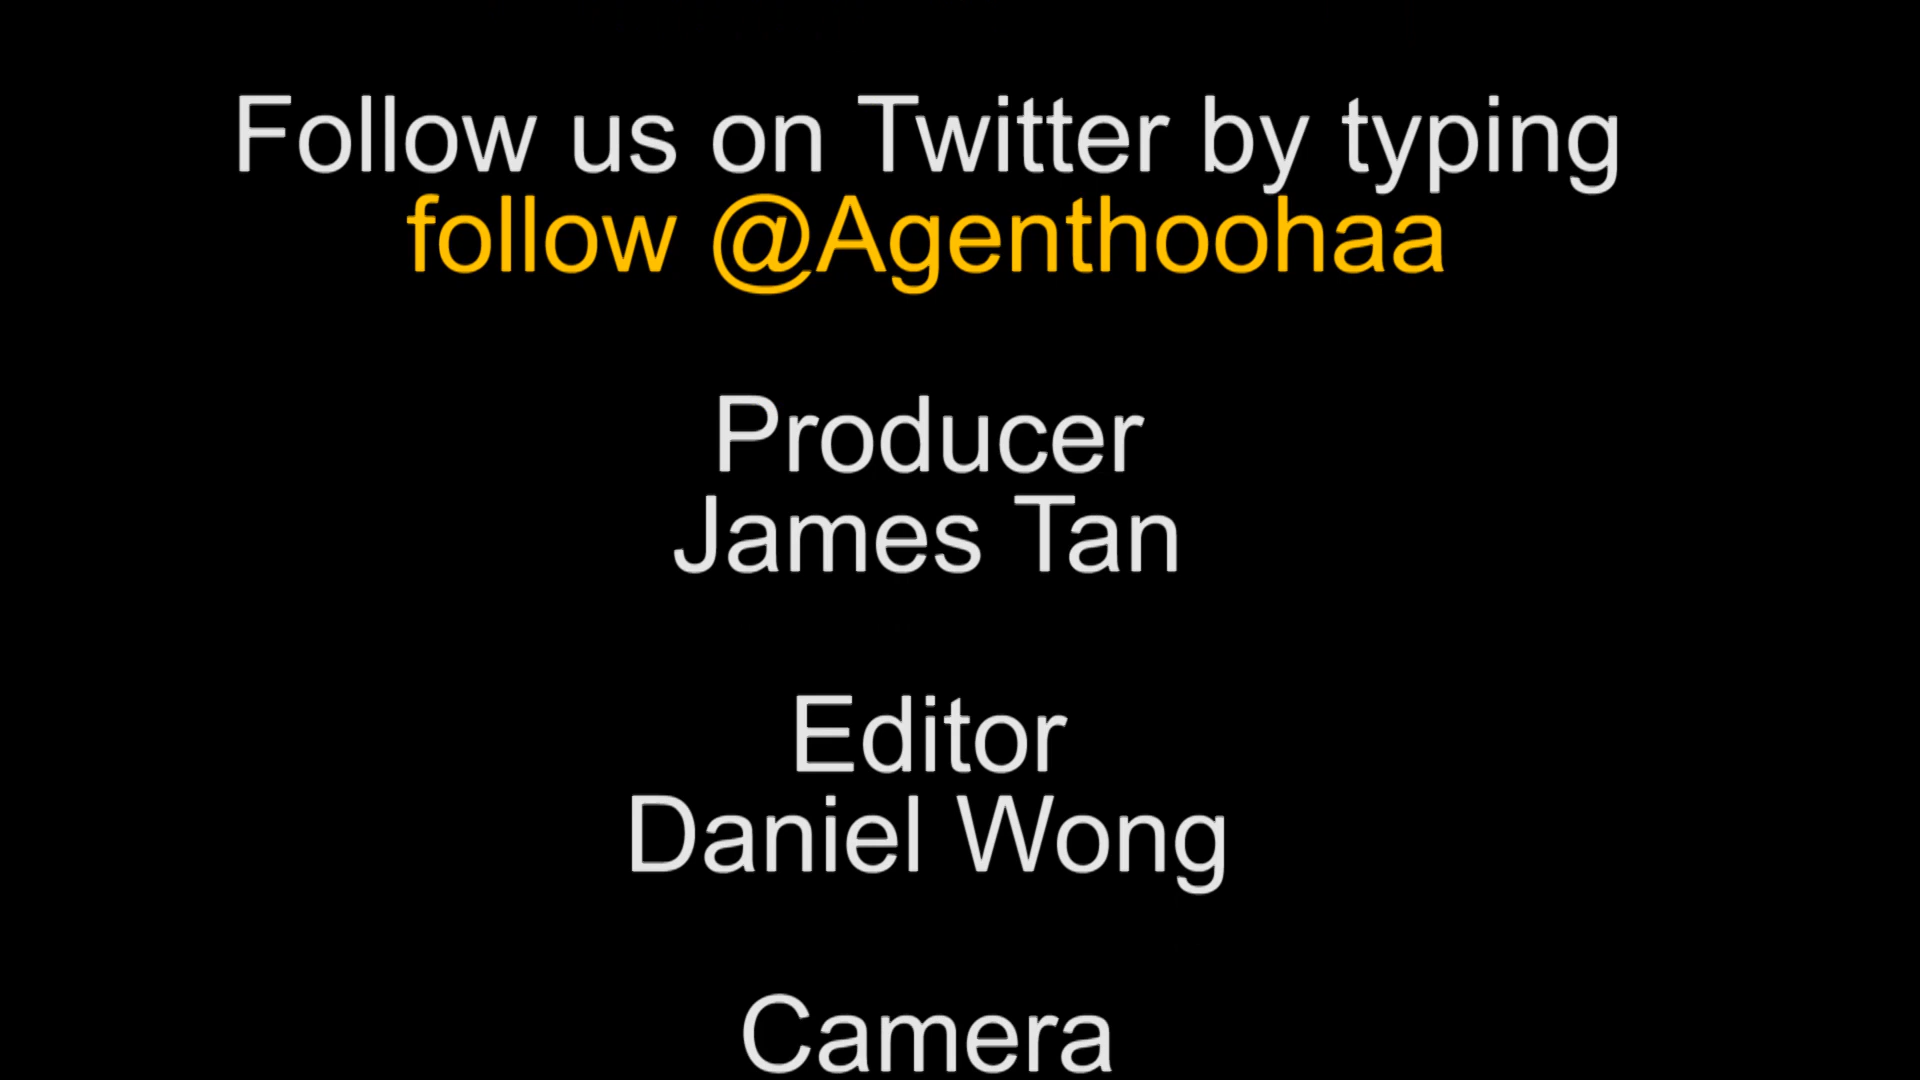 Follow us on Twitter by typing
follow @Agenthoohaa
Producer
James Tan
Editor
Daniel Wong
Camera